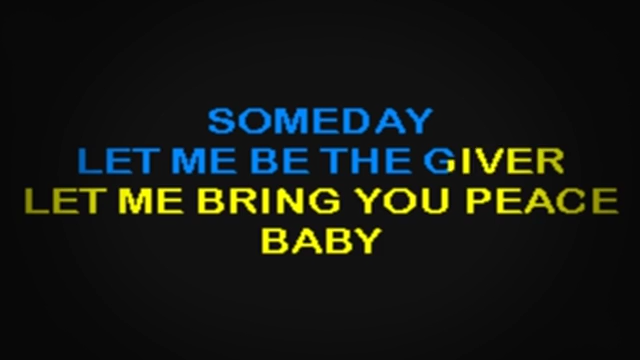 SOMEDAY
LET ME BE THE GIVER
LET ME BRING YOU PEACE
BABY